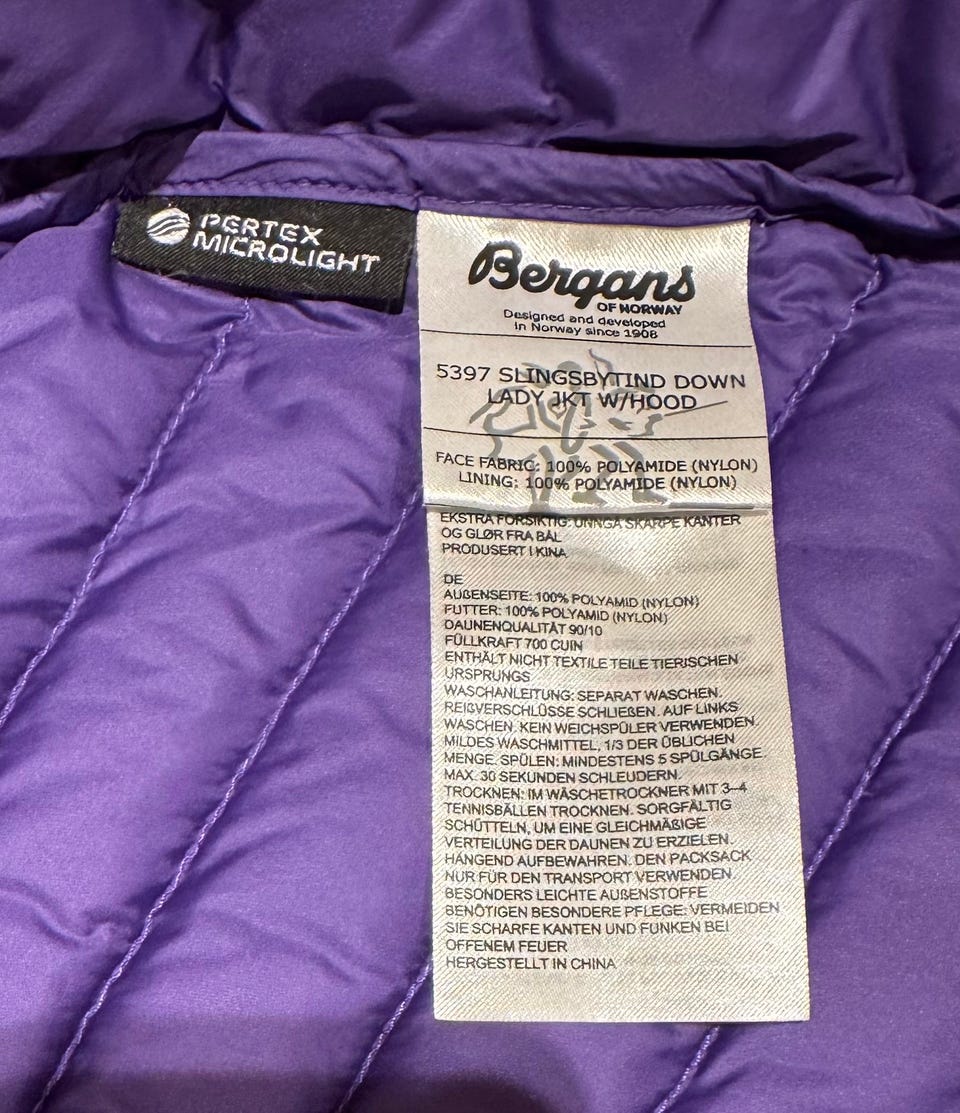 PERTEX
MICROLIGHT
Bergans
OF NORWAY
Designed and developed
in Norway since 1908
5397 SLINGSBYTIND DOWN
LADY JKT W/HOOD
FACE FABRIC: 100% POLYAMIDE (NYLON)
LINING: 100% POLYAMIDE (NYLON)
EKSTRA FORSIKTIG: UNNGA SKARPE KANTER
OG GLØR FRA BÅL
PRODUSERT I KINA
DE
AUßENSEITE: 100% POLYAMID (NYLON)
FUTTER: 100% POLYAMID (NYLON)
DAUNENQUALITÄT 90/10
FÜLLKRAFT 700 CUIN
ENTHÄLT NICHT TEXTILE TEILE TIERISCHEN
URSPRUNGS
WASCHANLEITUNG: SEPARAT WASCHEN.
REIßVERSCHLÜSSE SCHLIEßEN. AUF LINKS
WASCHEN. KEIN WEICHSPÜLER VERWENDEN.
MILDES WASCHMITTEL, 1/3 DER ÜBLICHEN
MENGE. SPÜLEN: MINDESTENS 5 SPÜLGÄNGE.
MAX. 30 SEKUNDEN SCHLEUDERN.
TROCKNEN: IM WÄSCHETROCKNER MIT 3–4
TENNISBÄLLEN TROCKNEN. SORGFÄLTIG
SCHÜTTELN, UM EINE GLEICHMÄßIGE
VERTEILUNG DER DAUNEN ZU ERZIELEN.
HÄNGEND AUFBEWAHREN. DEN PACKSACK
NUR FÜR DEN TRANSPORT VERWENDEN.
BESONDERS LEICHTE AUßENSTOFFE
BENÖTIGEN BESONDERE PFLEGE: VERMEIDEN
SIE SCHARFE KANTEN UND FUNKEN BEI
OFFENEM FEUER
HERGESTELLT IN CHINA